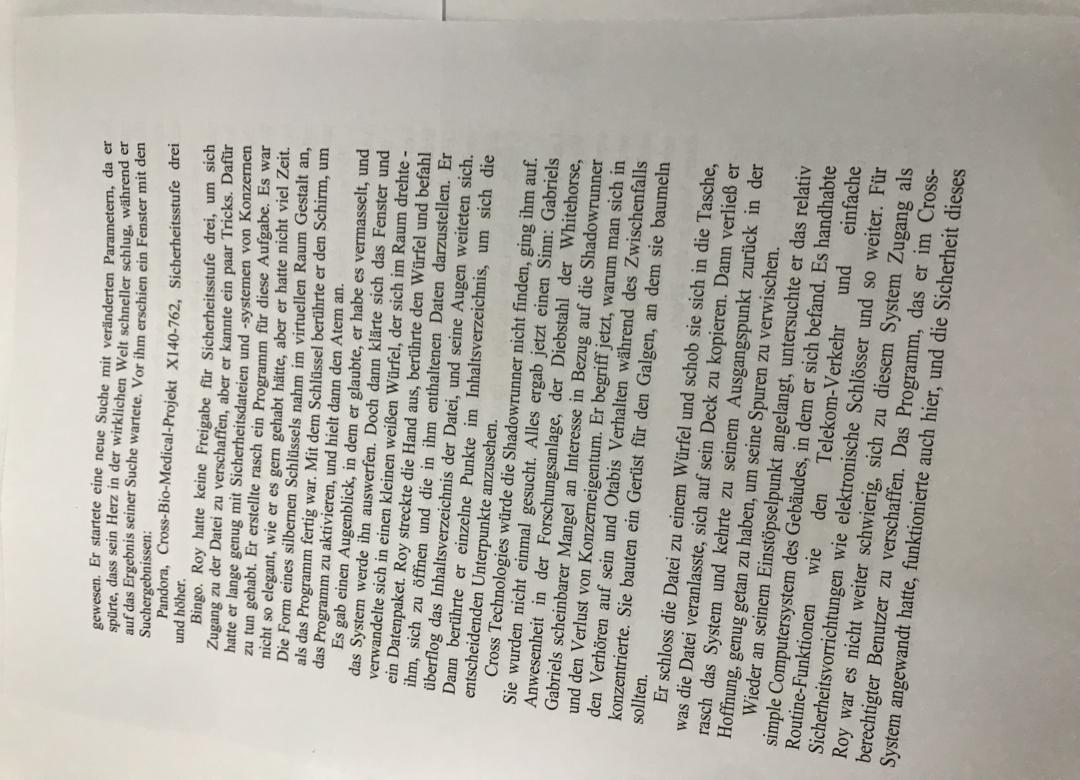 gewesen. Er startete eine neue Suche mit veränderten Parametern, da er
spürte, dass sein Herz in der wirklichen Welt schneller schlug, während er
auf das Ergebnis seiner Suche wartete. Vor ihm erschien ein Fenster mit den
Suchergebnissen:
Pandora, Cross-Bio-Medical-Projekt X140-762, Sicherheitsstufe drei
und höher.
Bingo. Roy hatte keine Freigabe für Sicherheitsstufe drei, um sich
Zugang zu der Datei zu verschaffen, aber er kannte ein paar Tricks. Dafür
hatte er lange genug mit Sicherheitsdateien und -systemen von Konzernen
zu tun gehabt. Er erstellte rasch ein Programm für diese Aufgabe. Es war
nicht so elegant, wie er es gern gehabt hätte, aber er hatte nicht viel Zeit.
Die Form eines silbernen Schlüssels nahm im virtuellen Raum Gestalt an,
als das Programm fertig war. Mit dem Schlüssel berührte er den Schirm, um
das Programm zu aktivieren, und hielt dann den Atem an.
Es gab einen Augenblick, in dem er glaubte, er habe es vermasselt, und
das System werde ihn auswerfen. Doch dann klärte sich das Fenster und
verwandelte sich in einen kleinen weißen Würfel, der sich im Raum drehte -
ein Datenpaket. Roy streckte die Hand aus, berührte den Würfel und befahl
ihm, sich zu öffnen und die in ihm enthaltenen Daten darzustellen. Er
überflog das Inhaltsverzeichnis der Datei, und seine Augen weiteten sich.
Dann berührte er einzelne Punkte im Inhaltsverzeichnis, um sich die
entscheidenden Unterpunkte anzusehen.
Cross Technologies würde die Shadowrunner nicht finden, ging ihm auf.
Sie wurden nicht einmal gesucht. Alles ergab jetzt einen Sinn: Gabriels
Anwesenheit in der Forschungsanlage, der Diebstahl der Whitehorse,
Gabriels scheinbarer Mangel an Interesse in Bezug auf die Shadowrunner
und den Verlust von Konzerneigentum. Er begriff jetzt, warum man sich in
den Verhören auf sein und Otabis Verhalten während des Zwischenfalls
konzentrierte. Sie bauten ein Gerüst für den Galgen, an dem sie baumeln
sollten.
Er schloss die Datei zu einem Würfel und schob sie sich in die Tasche,
was die Datei veranlasste, sich auf sein Deck zu kopieren. Dann verließ er
rasch das System und kehrte zu seinem Ausgangspunkt zurück in der
Hoffnung, genug getan zu haben, um seine Spuren zu verwischen.
Wieder an seinem Einstöpselpunkt angelangt, untersuchte er das relativ
simple Computersystem des Gebäudes, in dem er sich befand. Es handhabte
Routine-Funktionen wie den Telekom-Verkehr und einfache
Sicherheitsvorrichtungen wie elektronische Schlösser und so weiter. Für
Roy war es nicht weiter schwierig, sich zu diesem System Zugang als
berechtigter Benutzer zu verschaffen. Das Programm, das er im Cross-
System angewandt hatte, funktionierte auch hier, und die Sicherheit dieses